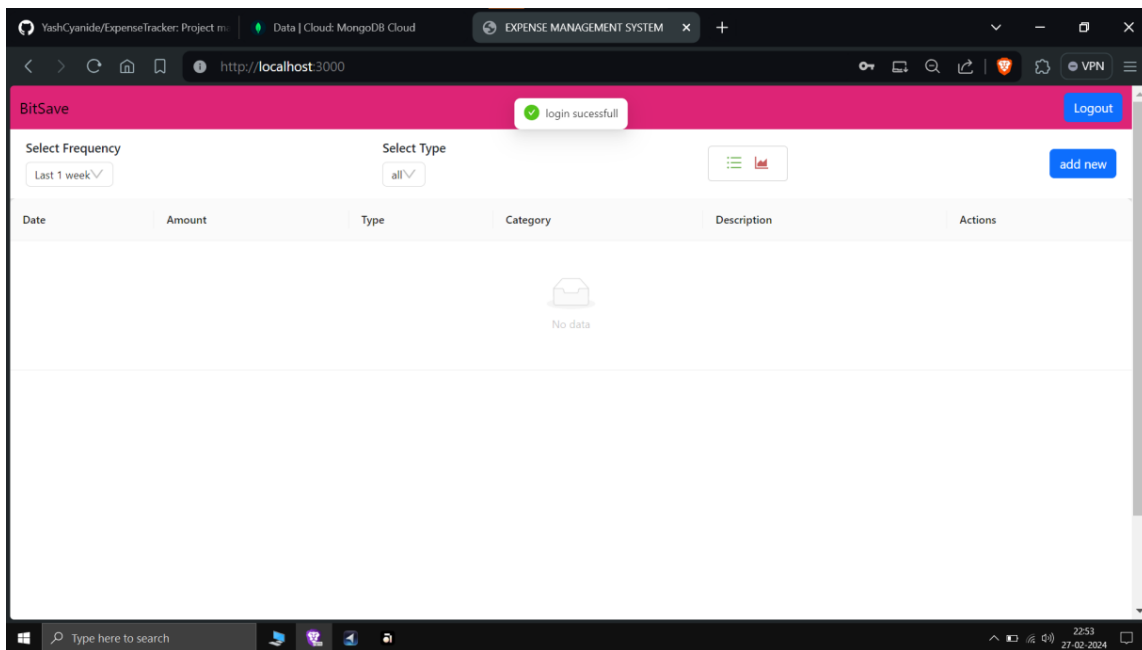 YashCyanide/ExpenseTracker: Project m
Data | Cloud: MongoDB Cloud
EXPENSE MANAGEMENT SYSTEM
http://localhost:3000
VPN
BitSave
login sucessfull
Logout
Select Frequency
Select Type
Last 1 week
all
add new
Date Amount Type Category Description Actions
No data
Type here to search
22:53
27-02-2024